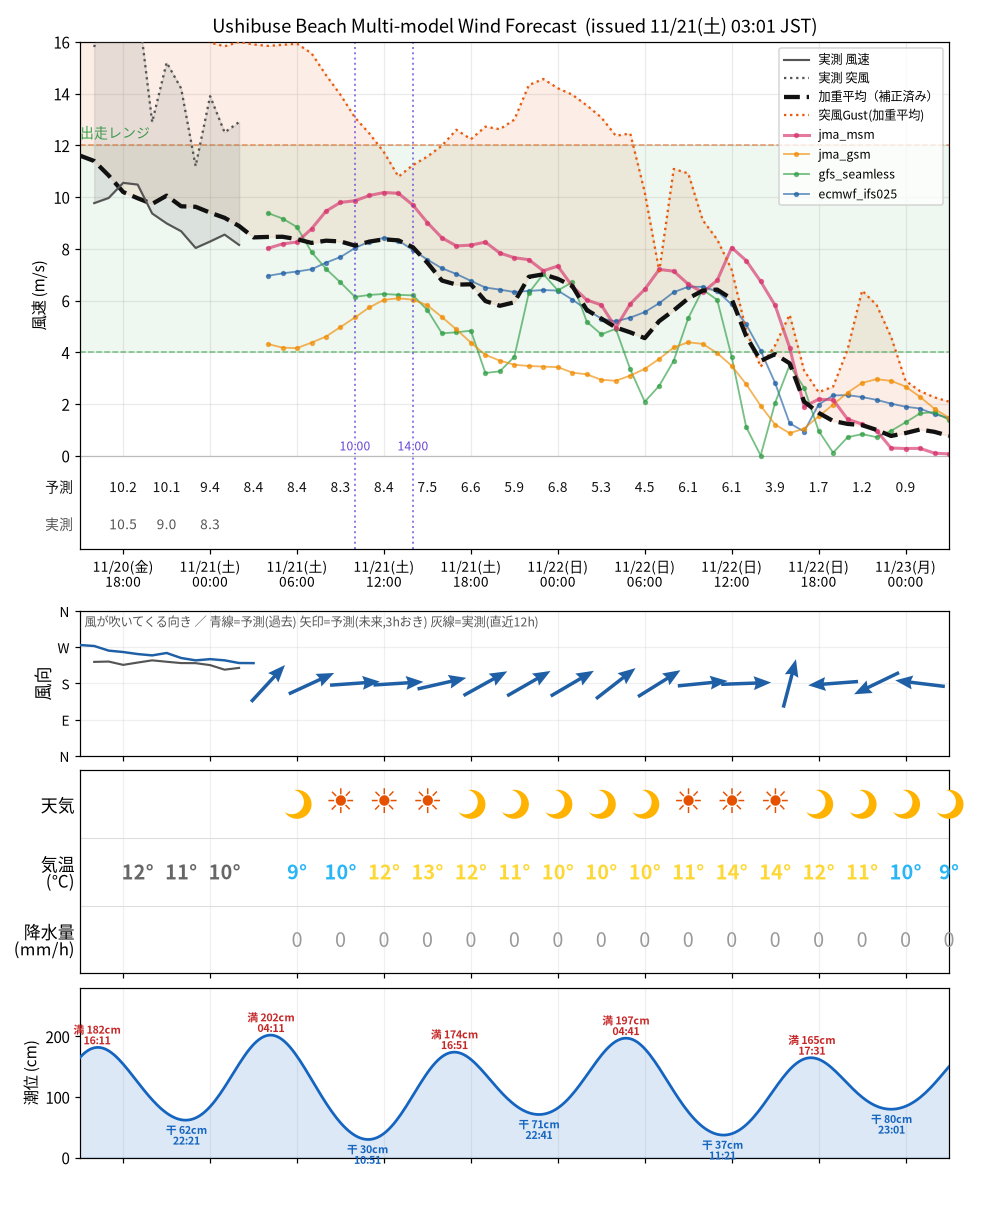 Ushibuse Beach Multi-model Wind Forecast (issued 11/21(土) 03:01 JST)
16
14
12
10
8
6
4
2
0
風速 (m/s)
出走レンジ
実測 風速
実測 突風
加重平均（補正済み）
突風Gust(加重平均)
jma_msm
jma_gsm
gfs_seamless
ecmwf_ifs025
10:00 14:00
予測 10.2 10.1 9.4 8.4 8.4 8.3 8.4 7.5 6.6 5.9 6.8 5.3 4.5 6.1 6.1 3.9 1.7 1.2 0.9
実測 10.5 9.0 8.3
11/20(金) 11/21(土) 11/21(土) 11/21(土) 11/21(土) 11/22(日) 11/22(日) 11/22(日) 11/22(日) 11/23(月)
18:00 00:00 06:00 12:00 18:00 00:00 06:00 12:00 18:00 00:00
風向
N
W
S
E
N
風が吹いてくる向き ／ 青線=予測(過去) 矢印=予測(未来,3hおき) 灰線=実測(直近12h)
天気
気温
(°C)
12° 11° 10° 9° 10° 12° 13° 12° 11° 10° 10° 10° 11° 14° 14° 12° 11° 10° 9°
降水量
(mm/h)
0 0 0 0 0 0 0 0 0 0 0 0 0 0 0 0
潮位 (cm)
200
100
0
満 182cm
16:11
干 62cm
22:21
満 202cm
04:11
干 30cm
10:51
満 174cm
16:51
干 71cm
22:41
満 197cm
04:41
干 37cm
11:21
満 165cm
17:31
干 80cm
23:01